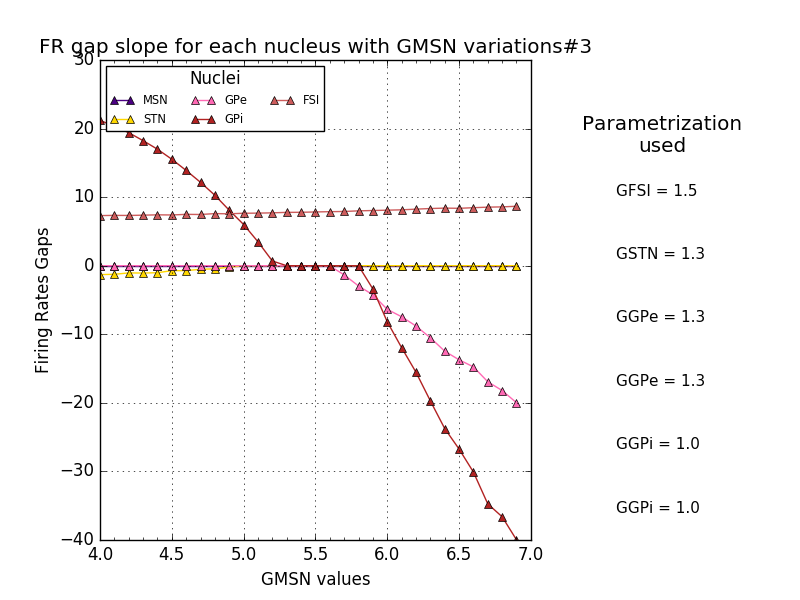 FR gap slope for each nucleus with GMSN variations#3
Nuclei
MSN GPe FSI
STN GPi
30
20
10
0
−10
−20
−30
−40
Firing Rates Gaps
4.0 4.5 5.0 5.5 6.0 6.5 7.0
GMSN values
Parametrization
used
GFSI = 1.5
GSTN = 1.3
GGPe = 1.3
GGPe = 1.3
GGPi = 1.0
GGPi = 1.0